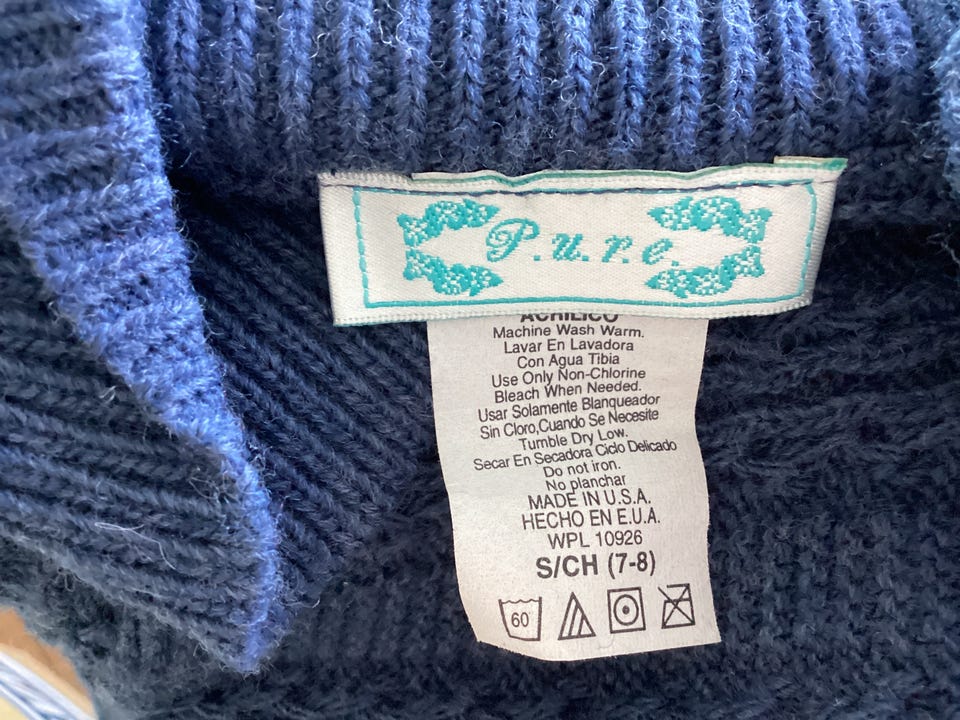 P.u.r.e.
ACRILICO
Machine Wash Warm.
Lavar En Lavadora
Con Agua Tibia
Use Only Non-Chlorine
Bleach When Needed.
Usar Solamente Blanqueador
Sin Cloro,Cuando Se Necesite
Tumble Dry Low.
Secar En Secadora Ciclo Delicado
Do not iron.
No planchar
MADE IN U.S.A.
HECHO EN E.U.A.
WPL 10926
S/CH (7-8)
60